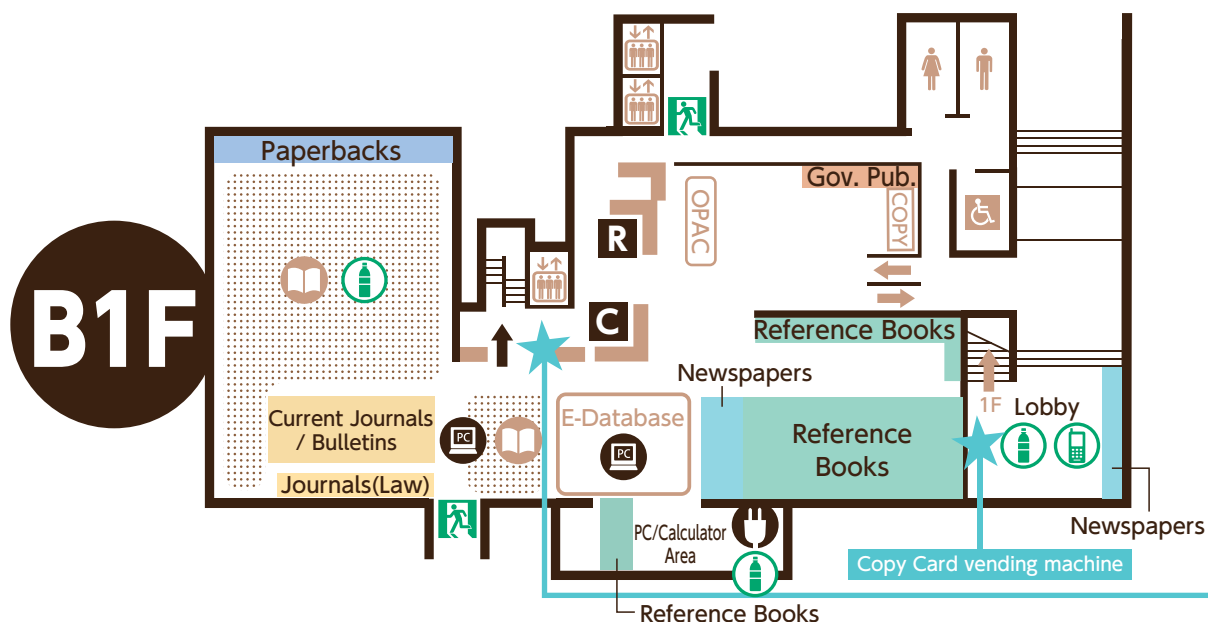 B1F
Paperbacks
Gov. Pub.
OPAC
COPY
R
C
Reference Books
Newspapers
1F
Lobby
Current Journals
/ Bulletins
PC
E-Database
PC
Reference
Books
Journals(Law)
PC/Calculator
Area
Newspapers
Copy Card vending machine
Reference Books